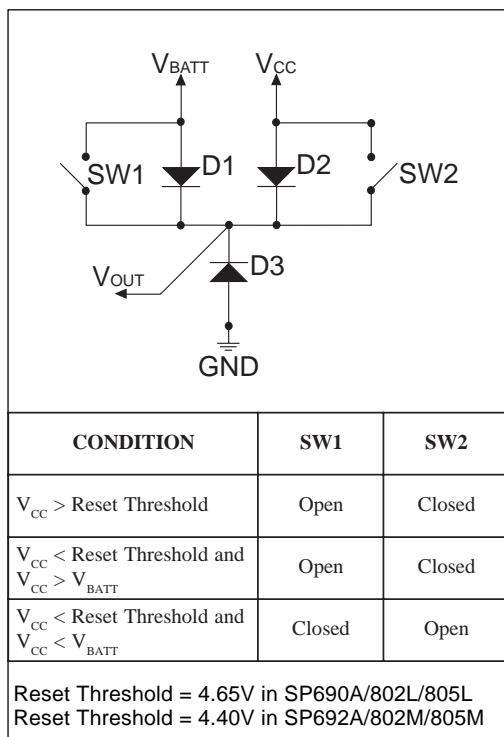 VBATT VCC
SW1 D1 D2 SW2
VOUT D3
GND
CONDITION SW1 SW2
VCC > Reset Threshold Open Closed
VCC < Reset Threshold and
VCC > VBATT Open Closed
VCC < Reset Threshold and
VCC < VBATT Closed Open
Reset Threshold = 4.65V in SP690A/802L/805L
Reset Threshold = 4.40V in SP692A/802M/805M